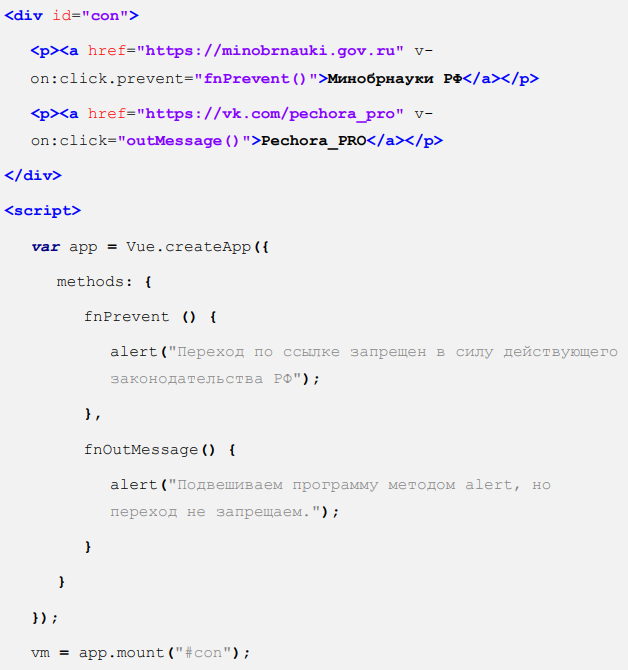 <div id="con">
<p><a href="https://minobrnauki.gov.ru" v-
on:click.prevent="fnPrevent()">Минобрнауки РФ</a></p>
<p><a href="https://vk.com/pechora_pro" v-
on:click="outMessage()">Pechora_PRO</a></p>
</div>
<script>
var app = Vue.createApp({
methods: {
fnPrevent () {
alert("Переход по ссылке запрещен в силу действующего
законодательства РФ");
},
fnOutMessage() {
alert("Подвешиваем программу методом alert, но
переход не запрещаем.");
}
}
});
vm = app.mount("#con");